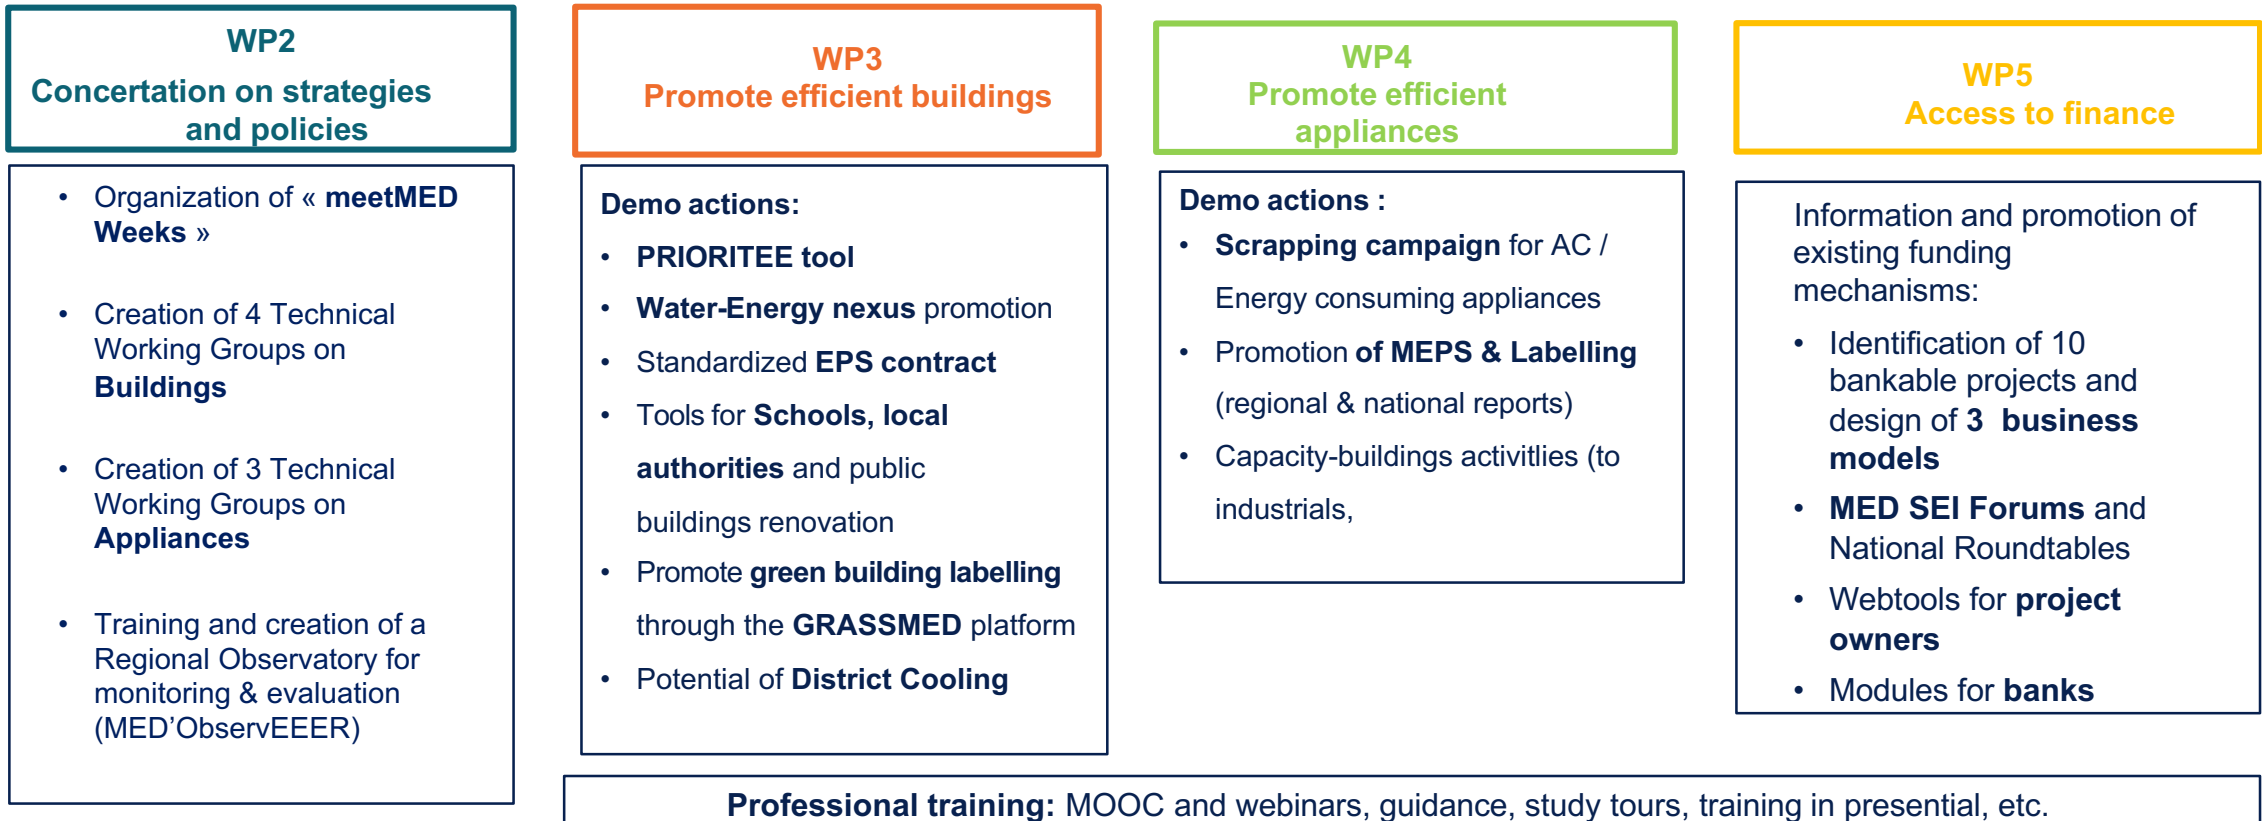 WP2
Concertation on strategies
and policies
• Organization of « meetMED
Weeks »
• Creation of 4 Technical
Working Groups on
Buildings
• Creation of 3 Technical
Working Groups on
Appliances
• Training and creation of a
Regional Observatory for
monitoring & evaluation
(MED’ObservEEER)
WP3
Promote efficient buildings
Demo actions:
• PRIORITEE tool
• Water-Energy nexus promotion
• Standardized EPS contract
• Tools for Schools, local
authorities and public
buildings renovation
• Promote green building labelling
through the GRASSMED platform
• Potential of District Cooling
WP4
Promote efficient
appliances
Demo actions :
• Scrapping campaign for AC /
Energy consuming appliances
• Promotion of MEPS & Labelling
(regional & national reports)
• Capacity-buildings activitlies (to
industrials,
WP5
Access to finance
Information and promotion of
existing funding
mechanisms:
• Identification of 10
bankable projects and
design of 3 business
models
• MED SEI Forums and
National Roundtables
• Webtools for project
owners
• Modules for banks
Professional training: MOOC and webinars, guidance, study tours, training in presential, etc.